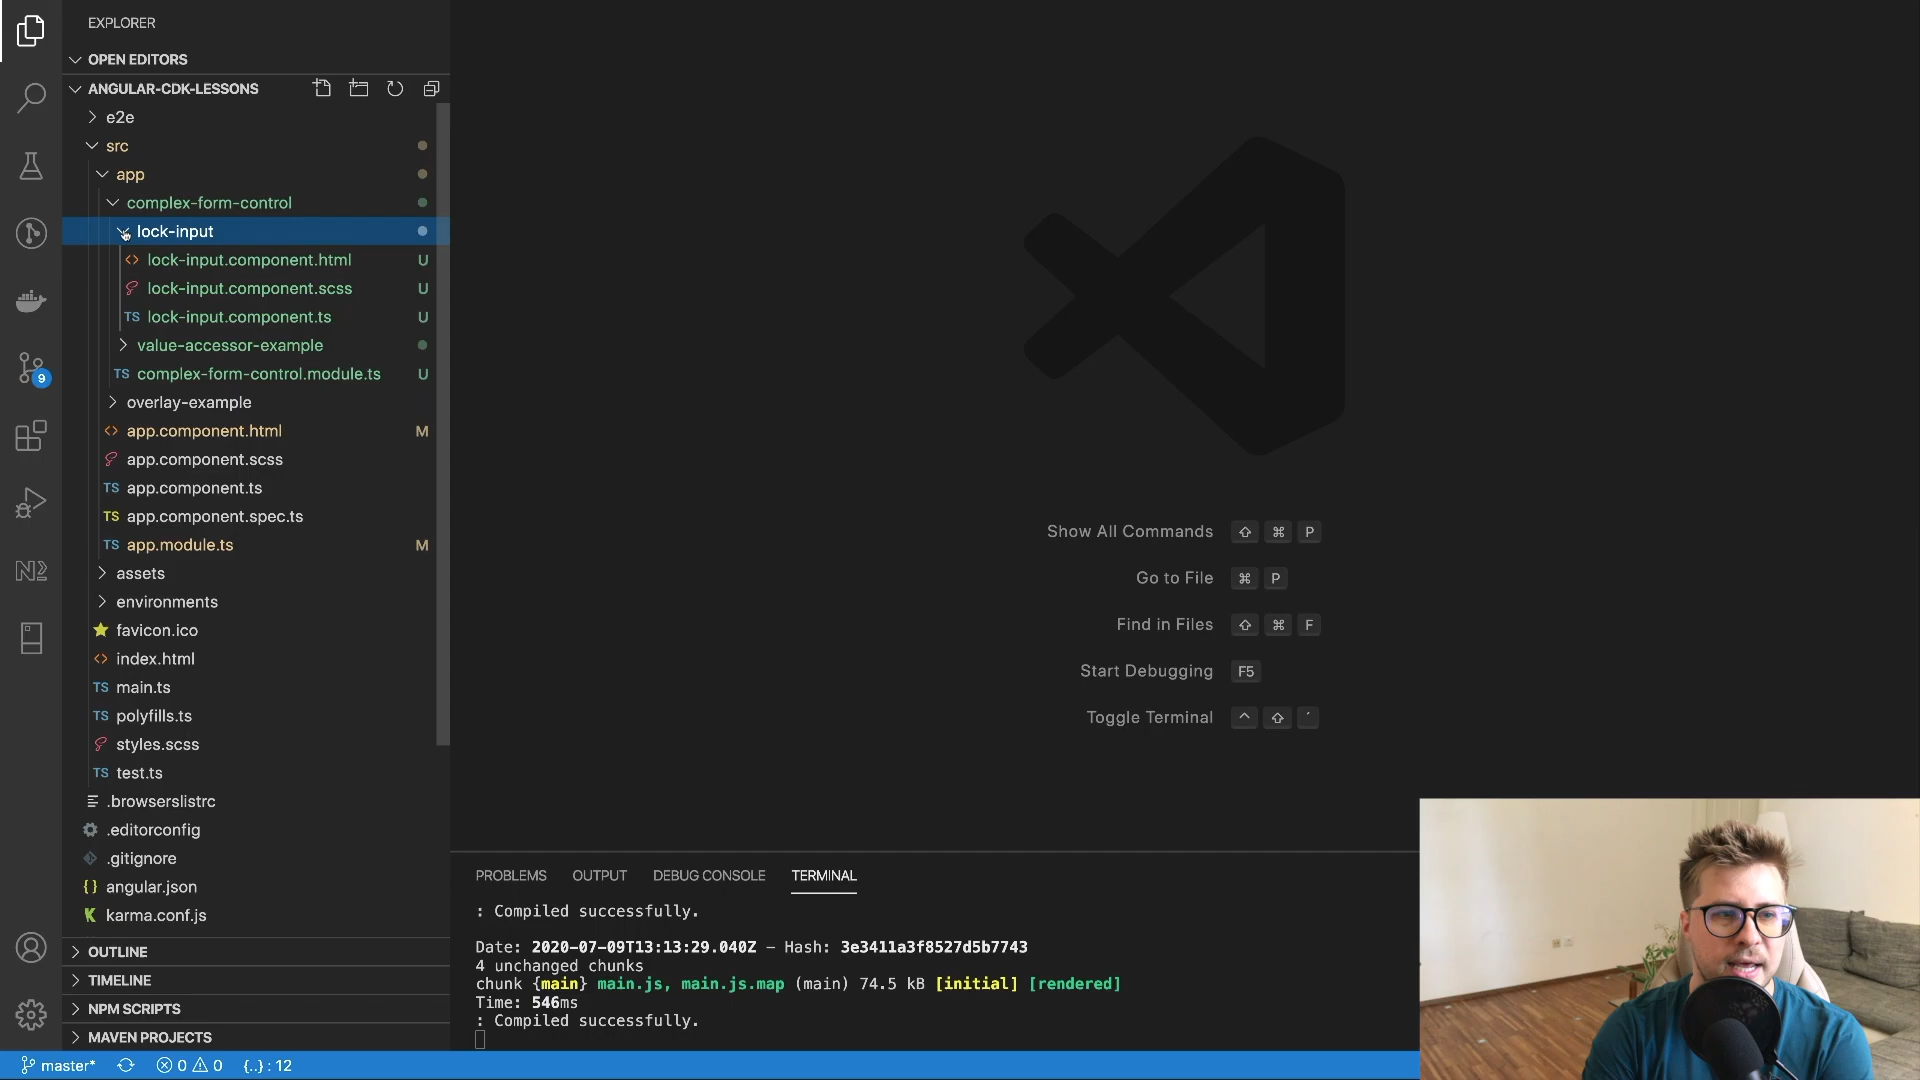 EXPLORER
OPEN EDITORS
ANGULAR-CDK-LESSONS
e2e
src
app
complex-form-control
lock-input
lock-input.component.html U
lock-input.component.scss U
TS lock-input.component.ts U
value-accessor-example
TS complex-form-control.module.ts U
overlay-example
app.component.html M
app.component.scss
TS app.component.ts
TS app.component.spec.ts
TS app.module.ts M
assets
environments
favicon.ico
index.html
TS main.ts
TS polyfills.ts
styles.scss
TS test.ts
.browserslistrc
.editorconfig
.gitignore
{} angular.json
karma.conf.js
OUTLINE
TIMELINE
NPM SCRIPTS
MAVEN PROJECTS
9
Show All Commands ⇧ ⌘ P
Go to File ⌘ P
Find in Files ⇧ ⌘ F
Start Debugging F5
Toggle Terminal ^ ⇧ ´
PROBLEMS OUTPUT DEBUG CONSOLE TERMINAL
: Compiled successfully.
Date: 2020-07-09T13:13:29.040Z – Hash: 3e3411a3f8527d5b7743
4 unchanged chunks
chunk {main} main.js, main.js.map (main) 74.5 kB [initial] [rendered]
Time: 546ms
: Compiled successfully.
master* 0 0 {..} : 12